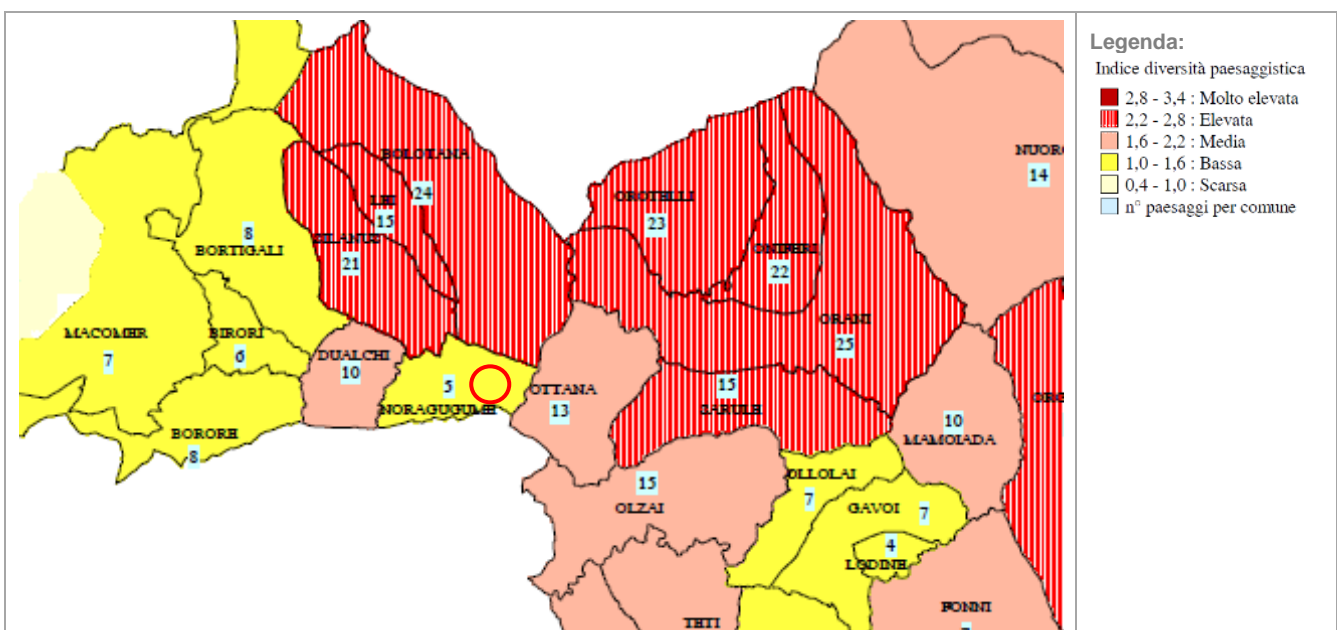 Legenda:
Indice diversità paesaggistica
2,8 - 3,4 : Molto elevata
2,2 - 2,8 : Elevata
1,6 - 2,2 : Media
1,0 - 1,6 : Bassa
0,4 - 1,0 : Scarsa
n° paesaggi per comune
NUORO
14
BOLOTANA
24
LEI
15
SILANUS
21
OROTELLI
23
ONIFERI
22
8
BORTIGALI
MACOMER
7
BIRORI
6
DUALCHI
10
5
NORAGUGUME
OTTANA
13
ORANI
25
15
SARULE
ORG
10
MAMOIADA
BORORE
8
15
OLZAI
OLLOLAI
7
GAVOI
7
4
LODINE
FONNI
TETI